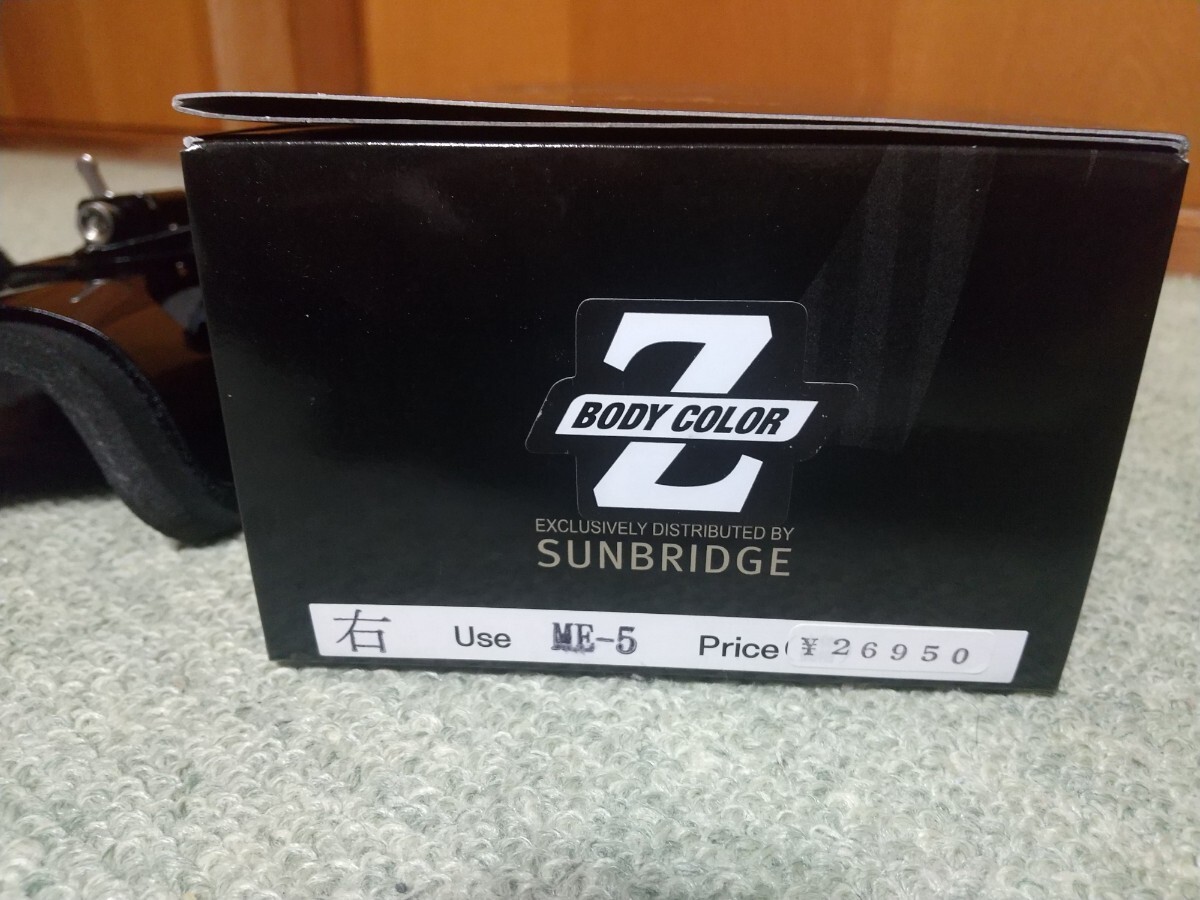 Z
BODY COLOR
EXCLUSIVELY DISTRIBUTED BY
SUNBRIDGE
右 Use ME-5 Price ¥26950